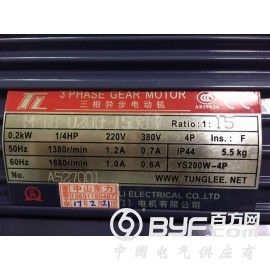 TL
3 PHASE GEAR MOTOR
三相异步电动机
Ratio: 1: 15
0.2kW 1/4HP 220V 380V 4P Ins.: F
50Hz 1380r/min 1.2A 0.7A IP44 5.5kg
60Hz 1680r/min 1.0A 0.6A YS200W-4P
No. A527001 WWW.TUNGLEE.NET
ELECTRICAL CO.,LTD
中山东力
电机有限公司
BYF.com 百方网
中国电气供应商